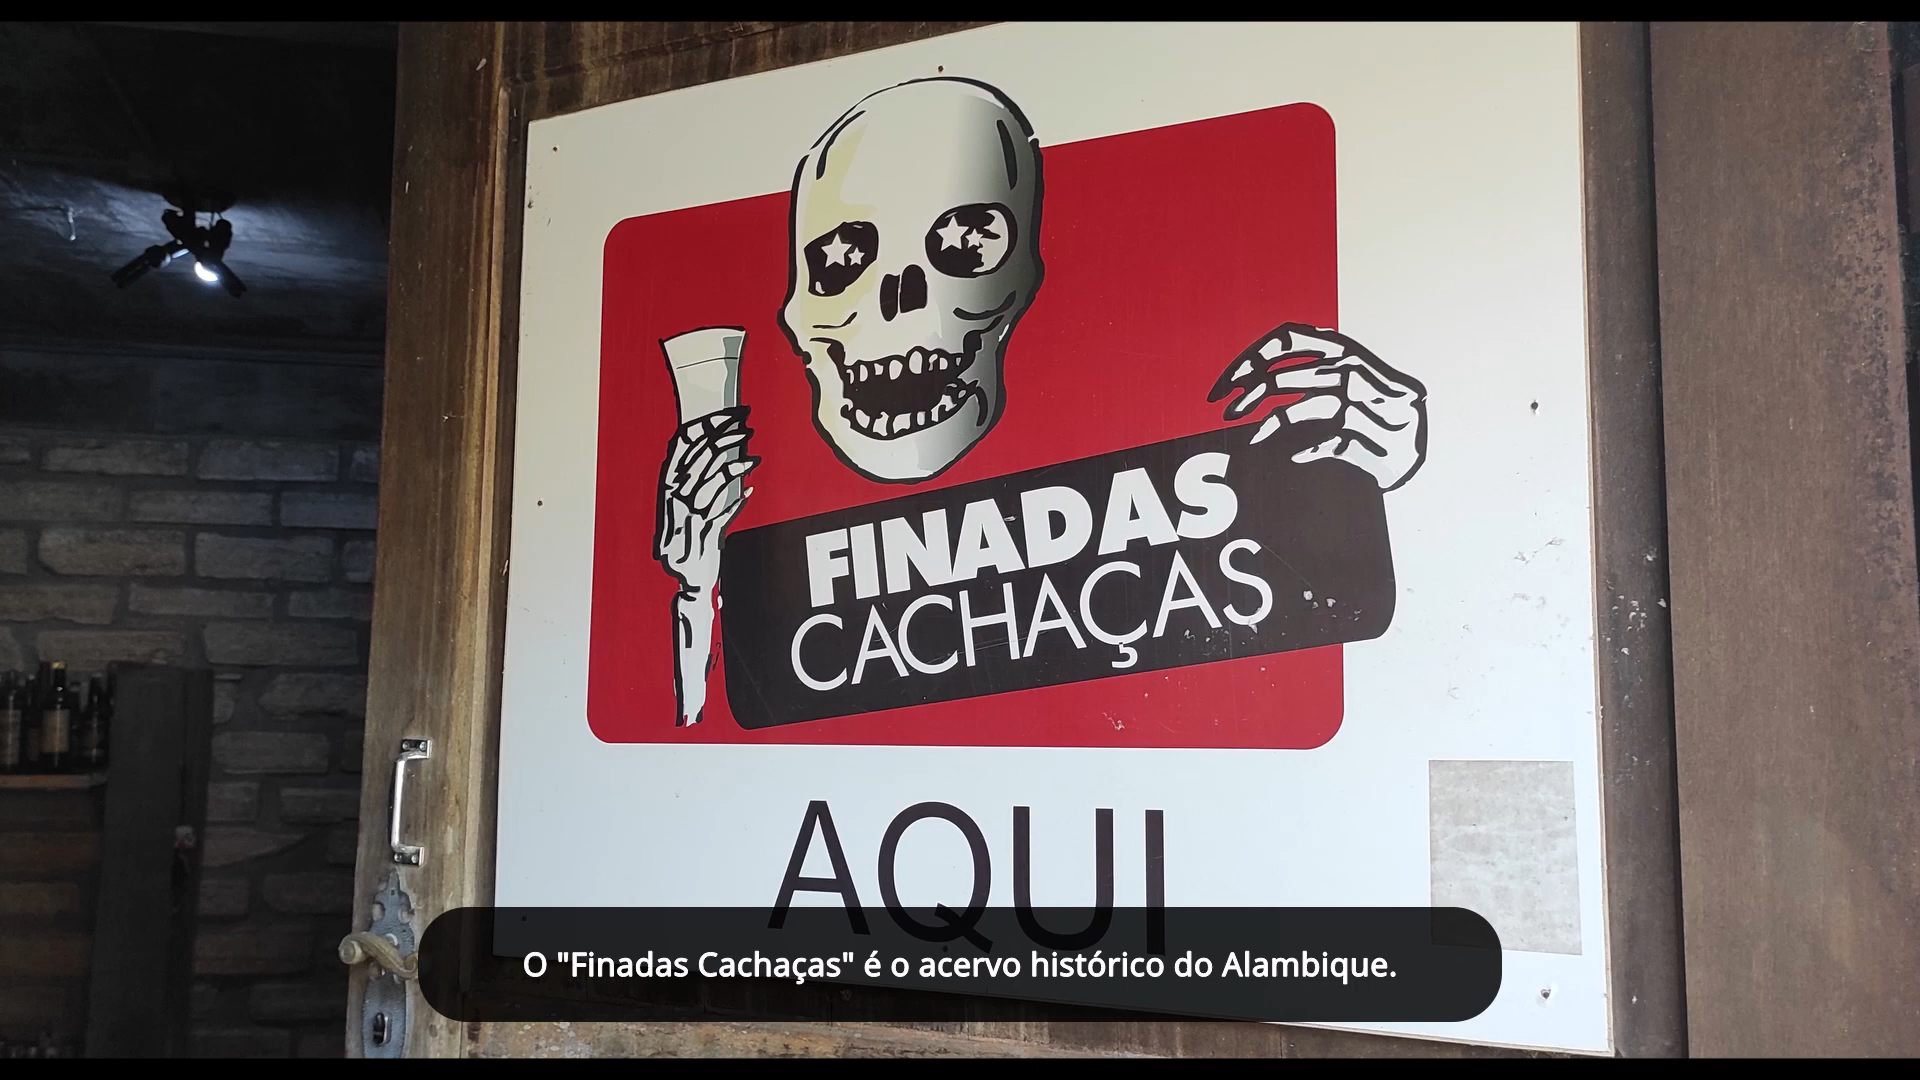 FINADAS
CACHAÇAS
AQUI
O "Finadas Cachaças" é o acervo histórico do Alambique.